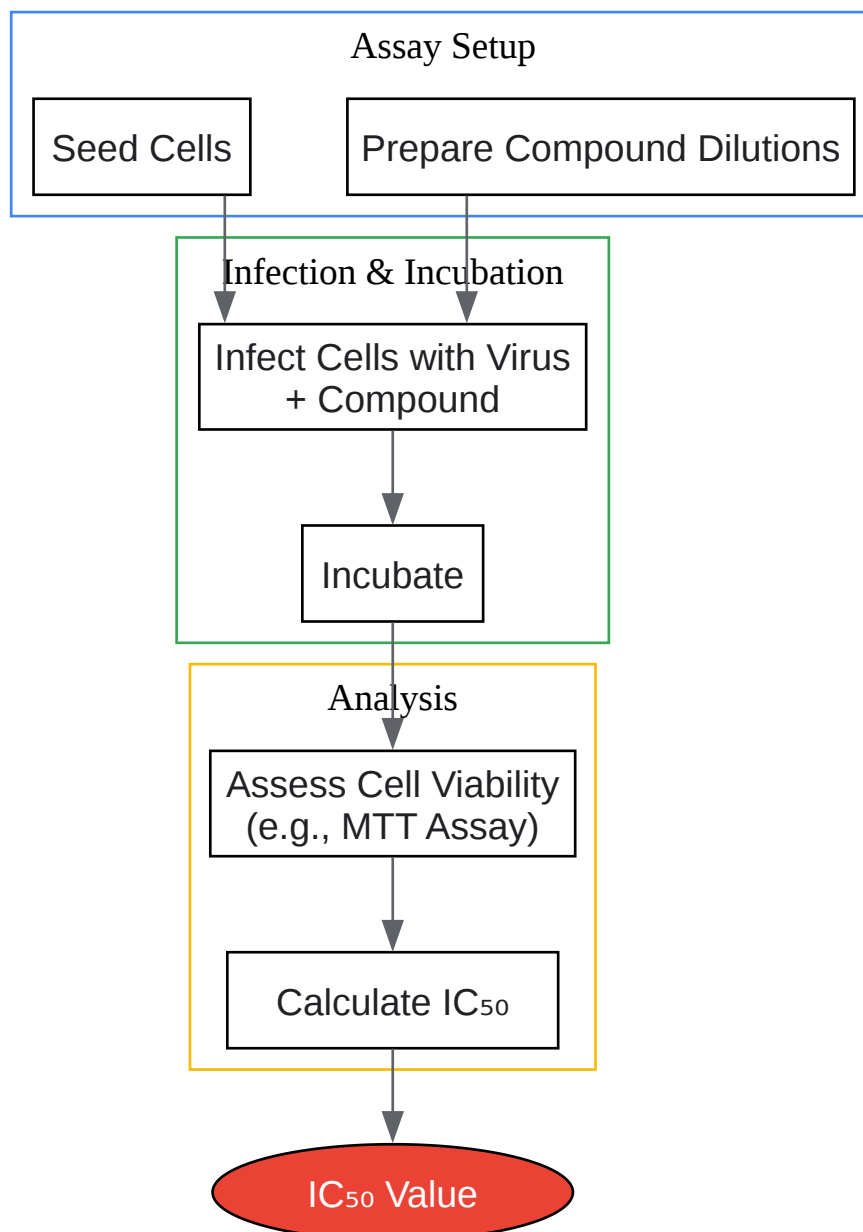 Assay Setup
Seed Cells
Prepare Compound Dilutions
Infection & Incubation
Infect Cells with Virus
+ Compound
Incubate
Analysis
Assess Cell Viability
(e.g., MTT Assay)
Calculate IC₅₀
IC₅₀ Value